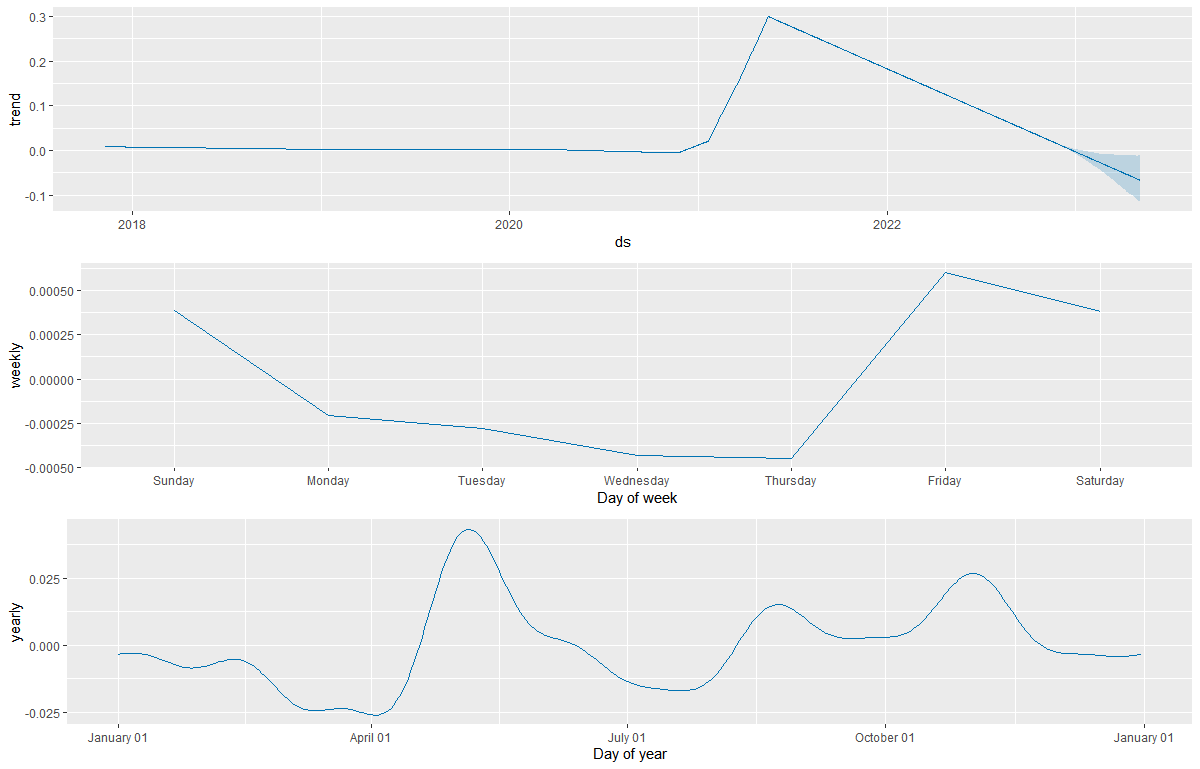 0.3
0.2
0.1
0.0
-0.1
trend
2018 2020 2022
ds
0.00050
0.00025
0.00000
-0.00025
-0.00050
weekly
Sunday Monday Tuesday Wednesday Thursday Friday Saturday
Day of week
0.025
0.000
-0.025
yearly
January 01 April 01 July 01 October 01 January 01
Day of year